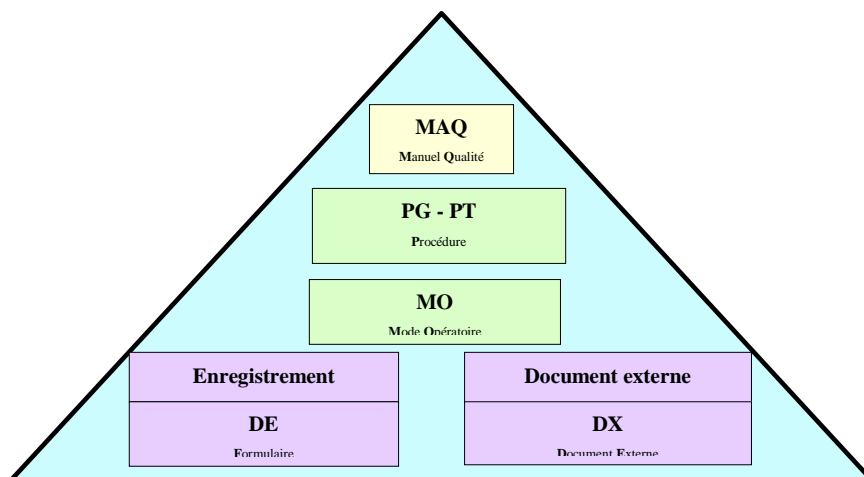 MAQ
Manuel Qualité
PG - PT
Procédure
MO
Mode Opératoire
Enregistrement
Document externe
DE
Formulaire
DX
Document Externe